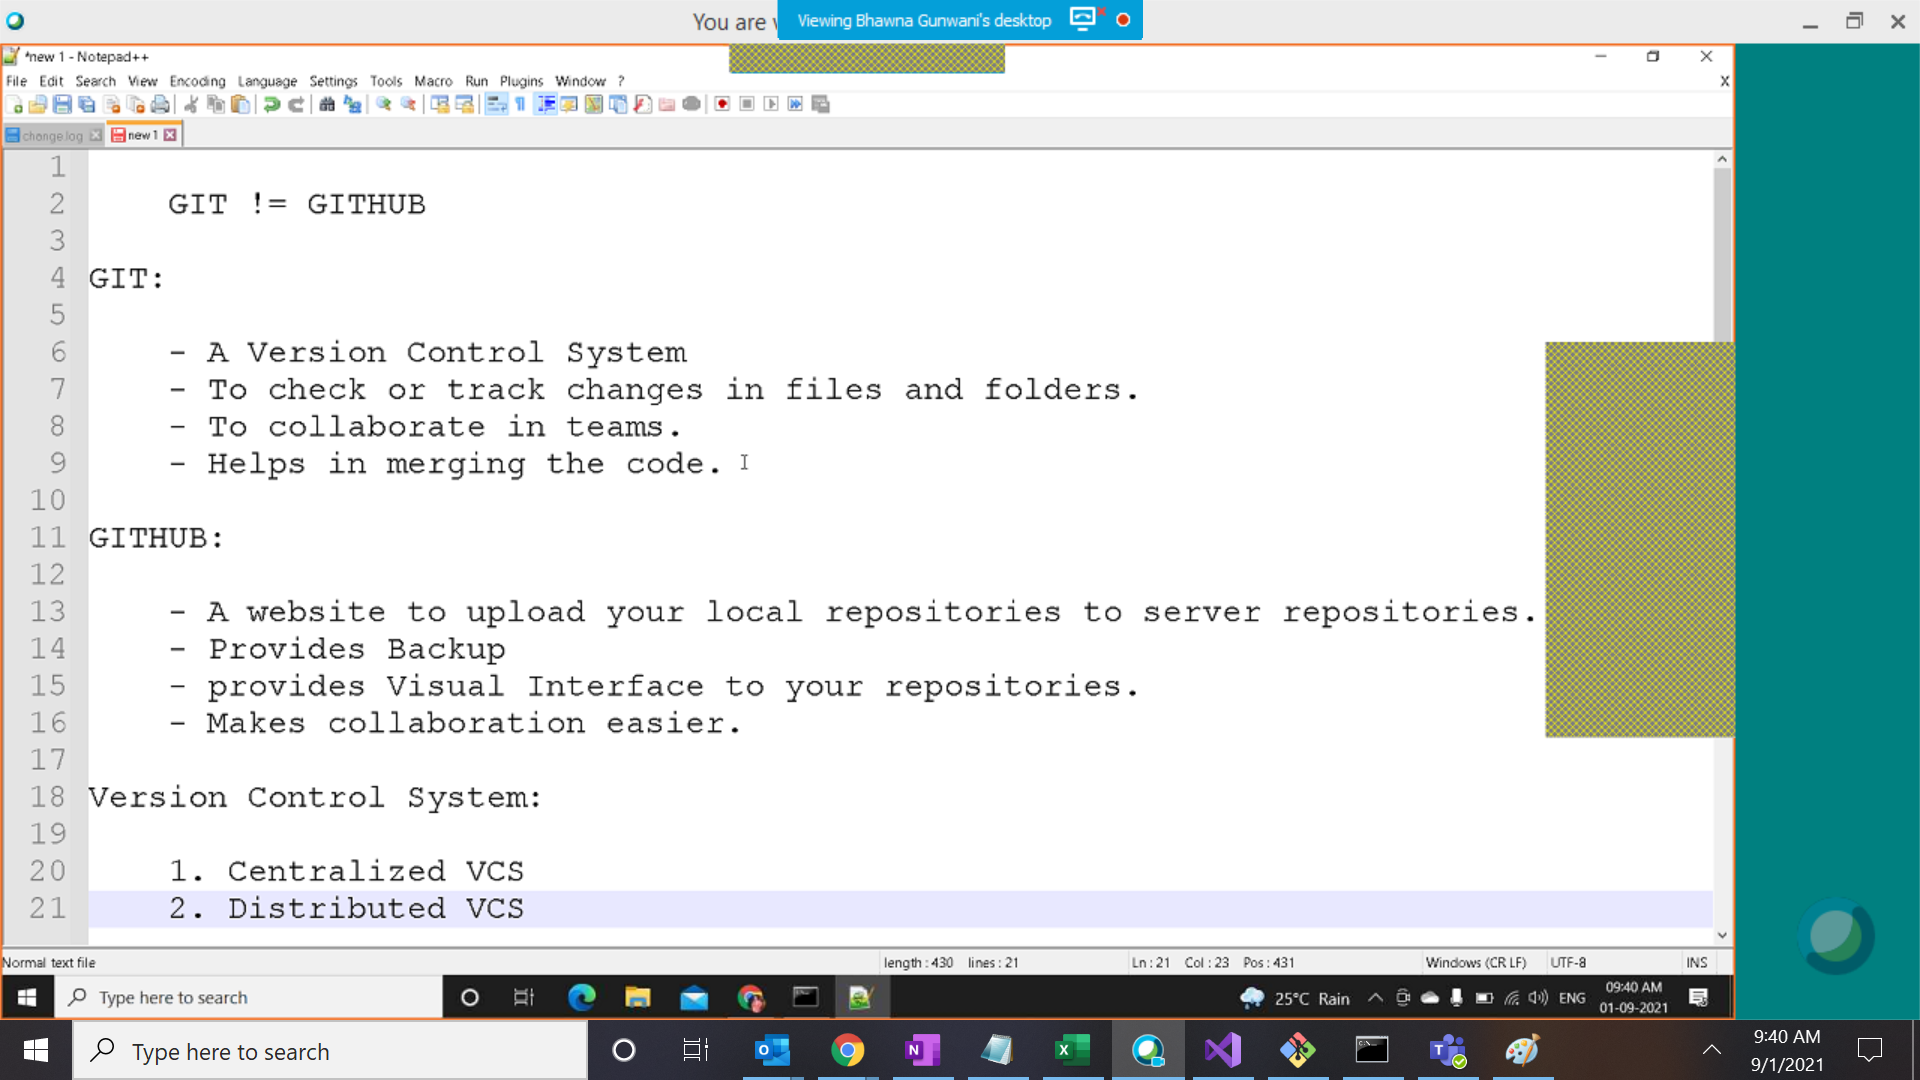 You are v
Viewing Bhawna Gunwani's desktop
*new 1 - Notepad++
File Edit Search View Encoding Language Settings Tools Macro Run Plugins Window ?
X
change.log new 1
1
2 GIT != GITHUB
3
4 GIT:
5
6 - A Version Control System
7 - To check or track changes in files and folders.
8 - To collaborate in teams.
9 - Helps in merging the code.
10
11 GITHUB:
12
13 - A website to upload your local repositories to server repositories.
14 - Provides Backup
15 - provides Visual Interface to your repositories.
16 - Makes collaboration easier.
17
18 Version Control System:
19
20 1. Centralized VCS
21 2. Distributed VCS
Normal text file length : 430 lines : 21 Ln : 21 Col : 23 Pos : 431 Windows (CR LF) UTF-8 INS
Type here to search 25°C Rain ENG 09:40 AM
01-09-2021
Type here to search 9:40 AM
9/1/2021